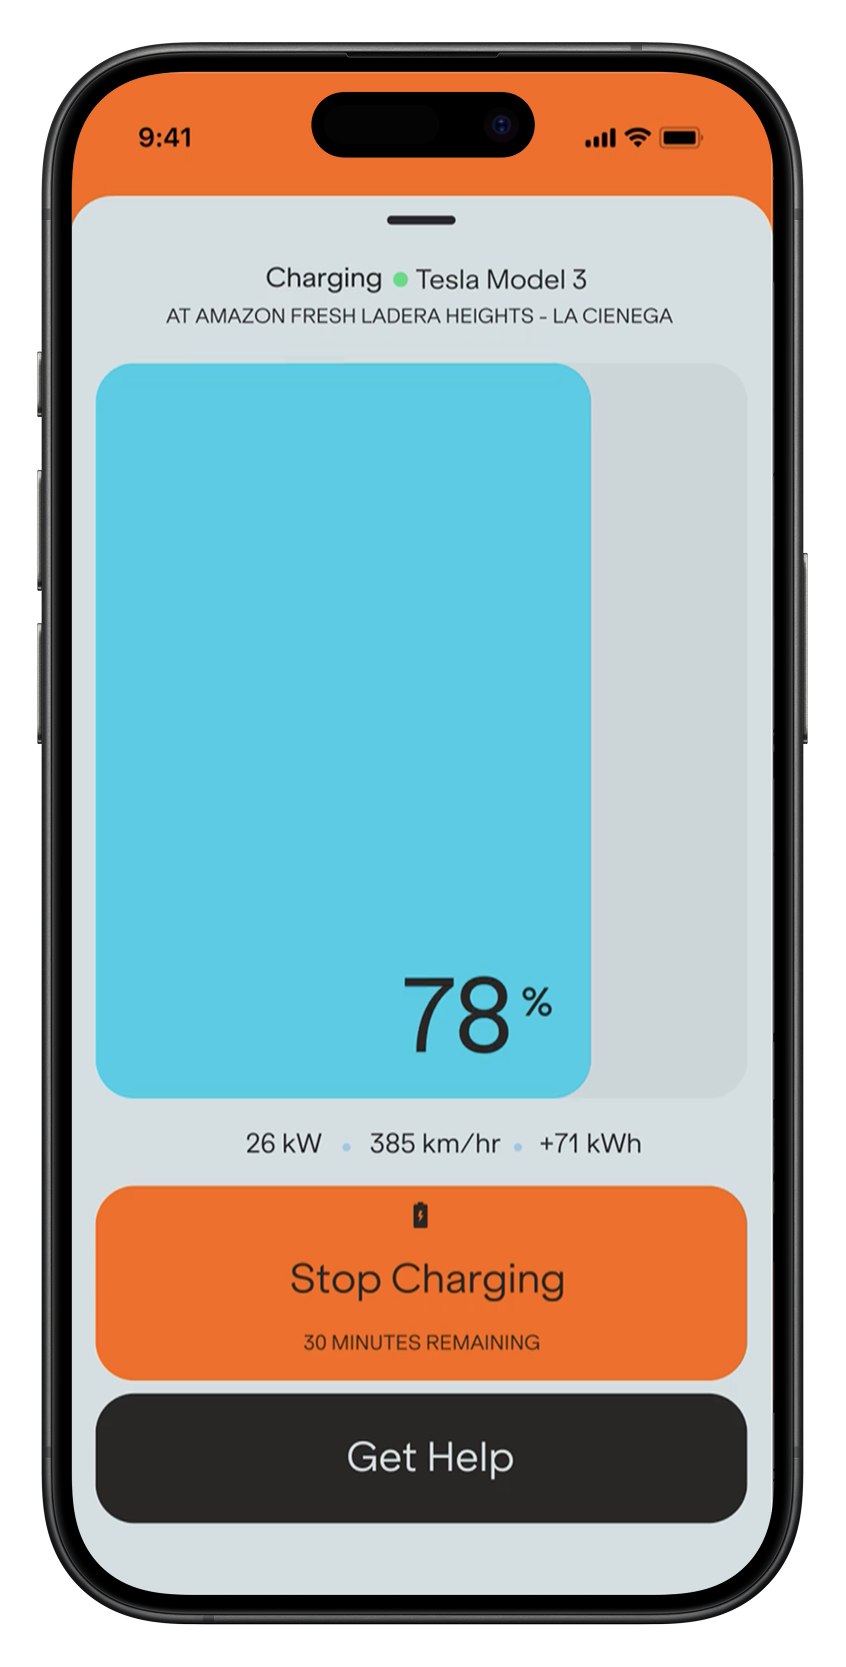 9:41
Charging Tesla Model 3
AT AMAZON FRESH LADERA HEIGHTS - LA CIENEGA
78%
26 kW • 385 km/hr • +71 kWh
Stop Charging
30 MINUTES REMAINING
Get Help